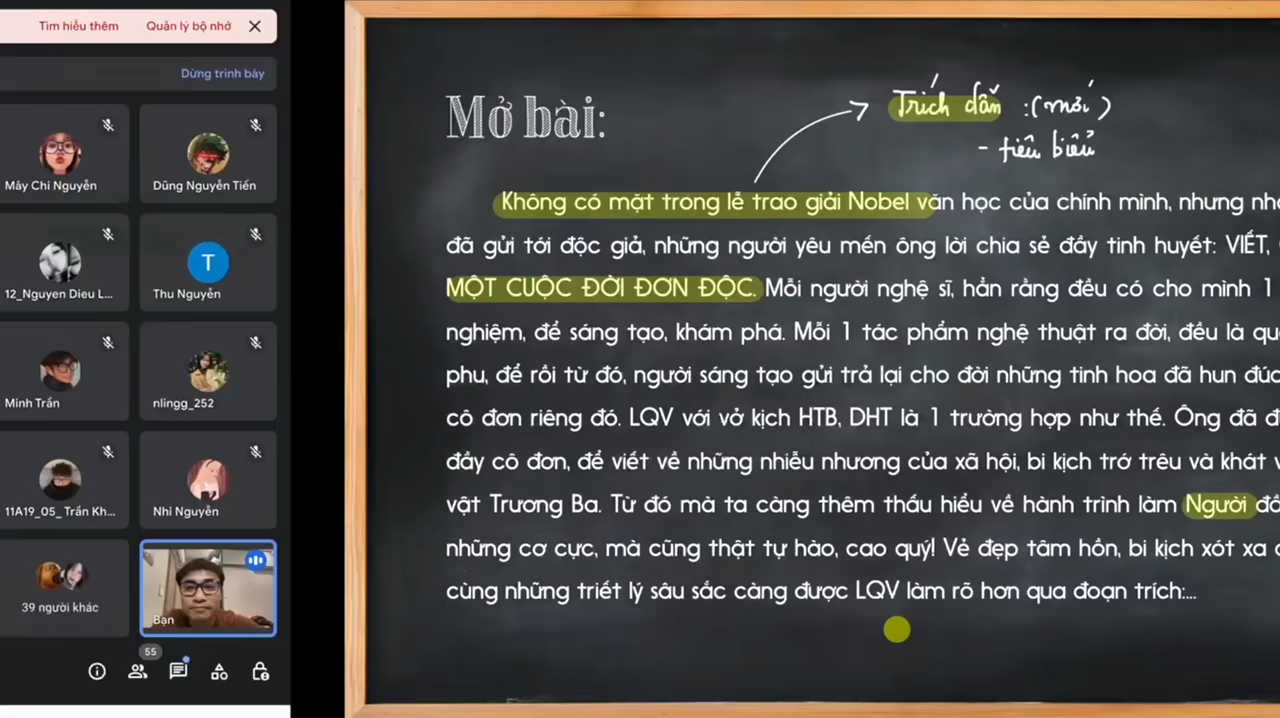 Tìm hiểu thêm
Quản lý bộ nhớ
Dừng trình bày
Mây Chi Nguyễn
Dũng Nguyễn Tiến
12_Nguyen Dieu L...
T
Thu Nguyễn
Minh Trần
nlingg_252
11A19_05_ Trần Kh...
Nhi Nguyễn
39 người khác
Bạn
55
Mở bài:
Trích dẫn : (mới)
- tiêu biểu
Không có mặt trong lễ trao giải Nobel văn học của chính mình, nhưng
đã gửi tới độc giả, những người yêu mến ông lời chia sẻ đầy tinh huyết: VIẾT,
MỘT CUỘC ĐỜI ĐƠN ĐỘC. Mỗi người nghệ sĩ, hẳn rằng đều có cho mình 1
nghiệm, để sáng tạo, khám phá. Mỗi 1 tác phẩm nghệ thuật ra đời, đều là
phu, để rồi từ đó, người sáng tạo gửi trả lại cho đời những tinh hoa đã hun đúc
cô đơn riêng đó. LQV với vở kịch HTB, DHT là 1 trường hợp như thế. Ông đã
đầy cô đơn, để viết về những nhiễu nhương của xã hội, bi kịch trớ trêu và khát
vật Trương Ba. Từ đó mà ta càng thêm thấu hiểu về hành trình làm Người
những cơ cực, mà cũng thật tự hào, cao quý! Vẻ đẹp tâm hồn, bi kịch xót xa
cùng những triết lý sâu sắc càng được LQV làm rõ hơn qua đoạn trích:...